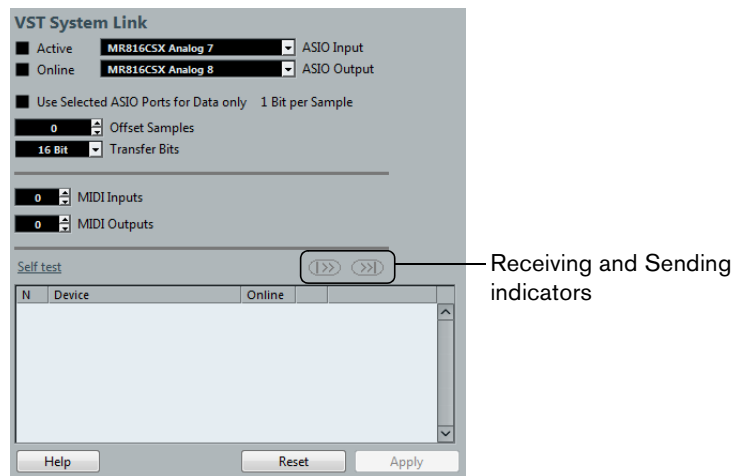 VST System Link
Active MR816CSX Analog 7 ASIO Input
Online MR816CSX Analog 8 ASIO Output
Use Selected ASIO Ports for Data only 1 Bit per Sample
0 Offset Samples
16 Bit Transfer Bits
0 MIDI Inputs
0 MIDI Outputs
Self test
Receiving and Sending
indicators
N Device Online
Help Reset Apply